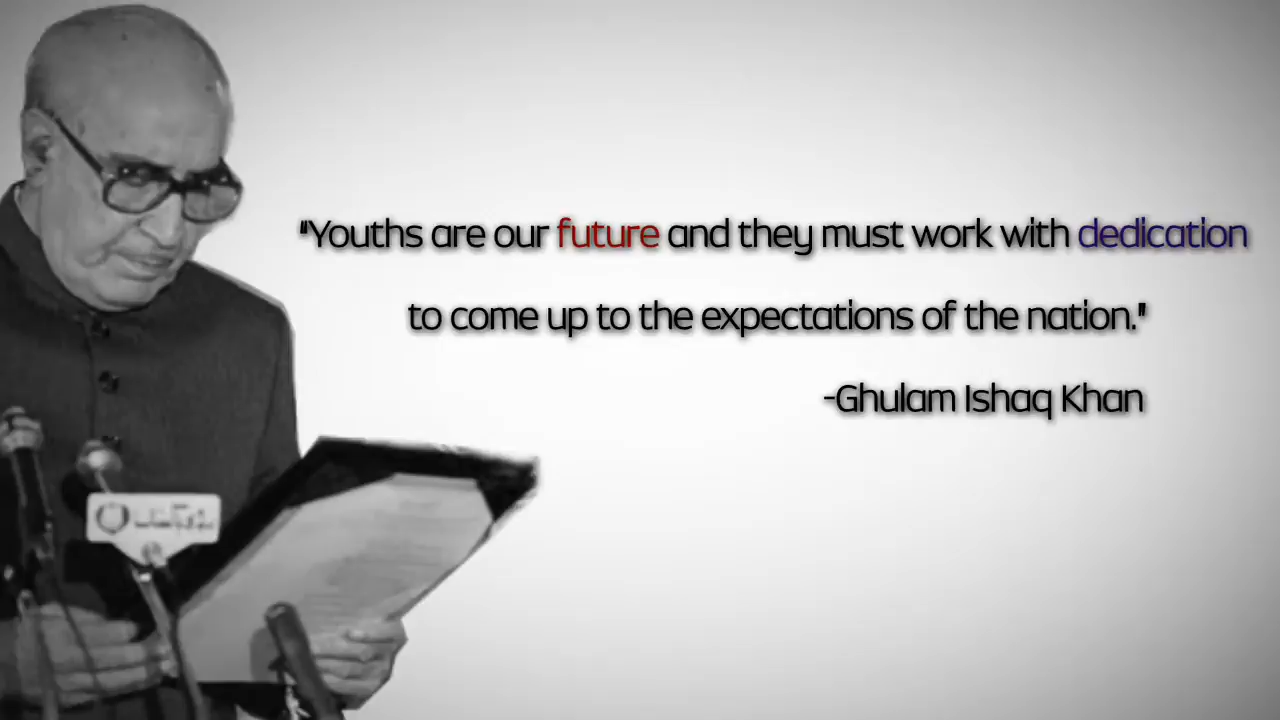 "Youths are our future and they must work with dedication
to come up to the expectations of the nation."
-Ghulam Ishaq Khan